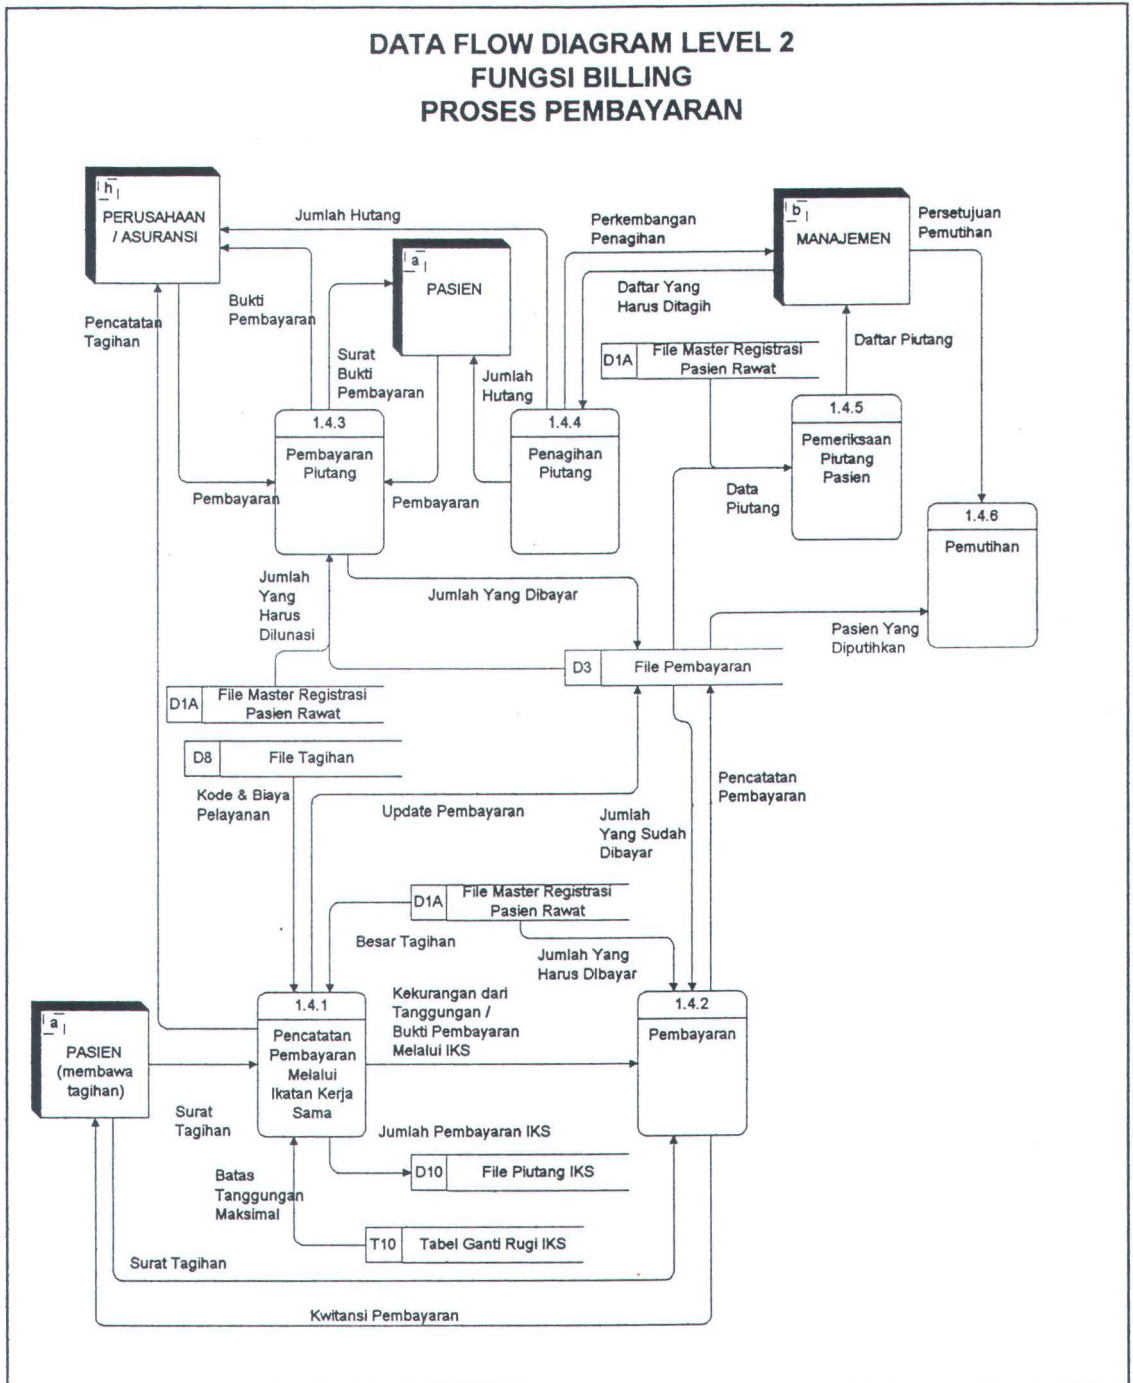 DATA FLOW DIAGRAM LEVEL 2
FUNGSI BILLING
PROSES PEMBAYARAN
h
PERUSAHAAN
/ ASURANSI
Jumlah Hutang
a
PASIEN
Perkembangan
Penagihan
b
MANAJEMEN
Persetujuan
Pemutihan
Bukti
Pembayaran
Pencatatan
Tagihan
Daftar Yang
Harus Ditagih
Daftar Piutang
Surat
Bukti
Pembayaran
Jumlah
Hutang
D1A
File Master Registrasi
Pasien Rawat
1.4.3
Pembayaran
Piutang
1.4.4
Penagihan
Piutang
1.4.5
Pemeriksaan
Piutang
Pasien
Pembayaran
Pembayaran
Data
Piutang
1.4.6
Pemutihan
Jumlah
Yang
Harus
Dilunasi
Jumlah Yang Dibayar
Pasien Yang
Diputihkan
D3
File Pembayaran
D1A
File Master Registrasi
Pasien Rawat
D8
File Tagihan
Kode & Biaya
Pelayanan
Update Pembayaran
Jumlah
Yang Sudah
Dibayar
Pencatatan
Pembayaran
D1A
File Master Registrasi
Pasien Rawat
Besar Tagihan
Jumlah Yang
Harus Dibayar
a
PASIEN
(membawa
tagihan)
1.4.1
Pencatatan
Pembayaran
Melalui
Ikatan Kerja
Sama
Kekurangan dari
Tanggungan /
Bukti Pembayaran
Melalui IKS
1.4.2
Pembayaran
Surat
Tagihan
Jumlah Pembayaran IKS
D10
File Piutang IKS
Batas
Tanggungan
Maksimal
T10
Tabel Ganti Rugi IKS
Surat Tagihan
Kwitansi Pembayaran